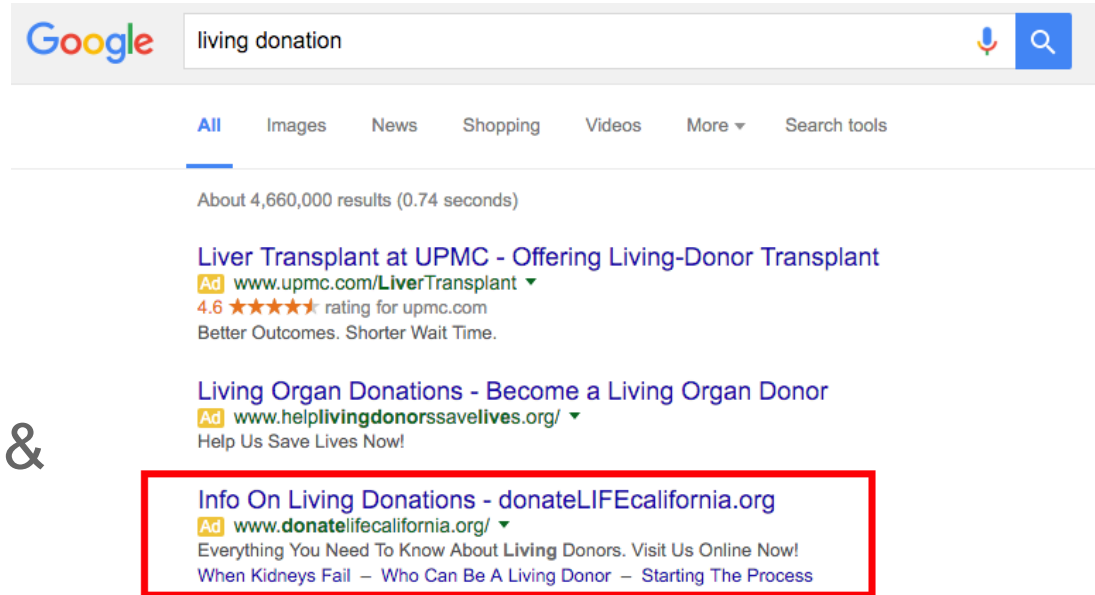 Google living donation
All Images News Shopping Videos More Search tools
About 4,660,000 results (0.74 seconds)
Liver Transplant at UPMC - Offering Living-Donor Transplant
Ad www.upmc.com/LiverTransplant
4.6 ★★★★★ rating for upmc.com
Better Outcomes. Shorter Wait Time.
Living Organ Donations - Become a Living Organ Donor
Ad www.helplivingdonorssavelives.org/
Help Us Save Lives Now!
&
Info On Living Donations - donateLIFEcalifornia.org
Ad www.donatelifecalifornia.org/
Everything You Need To Know About Living Donors. Visit Us Online Now!
When Kidneys Fail – Who Can Be A Living Donor – Starting The Process